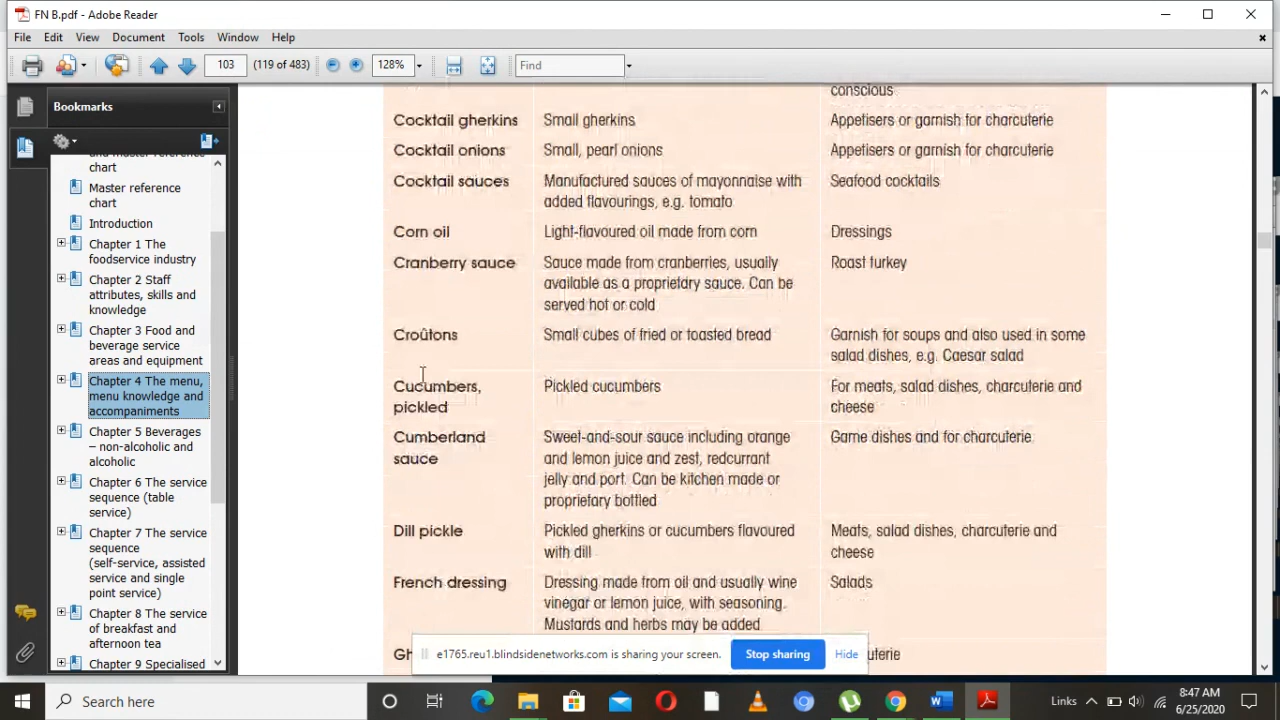 FN B.pdf - Adobe Reader
File Edit View Document Tools Window Help
103 (119 of 483) 128% Find
Bookmarks
and master reference
chart
Master reference
chart
Introduction
Chapter 1 The
foodservice industry
Chapter 2 Staff
attributes, skills and
knowledge
Chapter 3 Food and
beverage service
areas and equipment
Chapter 4 The menu,
menu knowledge and
accompaniments
Chapter 5 Beverages
– non-alcoholic and
alcoholic
Chapter 6 The service
sequence (table
service)
Chapter 7 The service
sequence
(self-service, assisted
service and single
point service)
Chapter 8 The service
of breakfast and
afternoon tea
Chapter 9 Specialised
conscious
Cocktail gherkins Small gherkins Appetisers or garnish for charcuterie
Cocktail onions Small, pearl onions Appetisers or garnish for charcuterie
Cocktail sauces Manufactured sauces of mayonnaise with Seafood cocktails
added flavourings, e.g. tomato
Corn oil Light-flavoured oil made from corn Dressings
Cranberry sauce Sauce made from cranberries, usually Roast turkey
available as a proprietary sauce. Can be
served hot or cold
Croûtons Small cubes of fried or toasted bread Garnish for soups and also used in some
salad dishes, e.g. Caesar salad
Cucumbers, Pickled cucumbers For meats, salad dishes, charcuterie and
pickled cheese
Cumberland Sweet-and-sour sauce including orange Game dishes and for charcuterie
sauce and lemon juice and zest, redcurrant
jelly and port. Can be kitchen made or
proprietary bottled
Dill pickle Pickled gherkins or cucumbers flavoured Meats, salad dishes, charcuterie and
with dill cheese
French dressing Dressing made from oil and usually wine Salads
vinegar or lemon juice, with seasoning.
Mustards and herbs may be added
e1765.reu1.blindsidenetworks.com is sharing your screen. Stop sharing Hide
Search here
Links 8:47 AM
6/25/2020